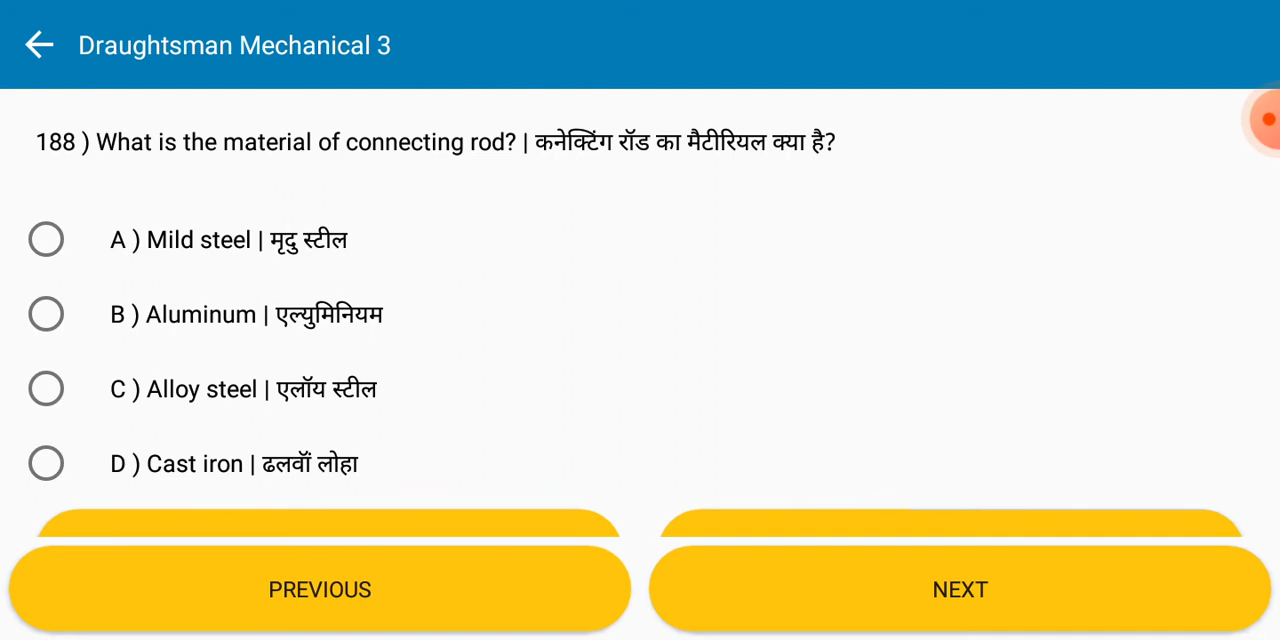 Draughtsman Mechanical 3
188 ) What is the material of connecting rod? | कनेक्टिंग रॉड का मैटीरियल क्या है?
A ) Mild steel | मृदु स्टील
B ) Aluminum | एल्युमिनियम
C ) Alloy steel | एलॉय स्टील
D ) Cast iron | ढलवॉं लोहा
PREVIOUS
NEXT